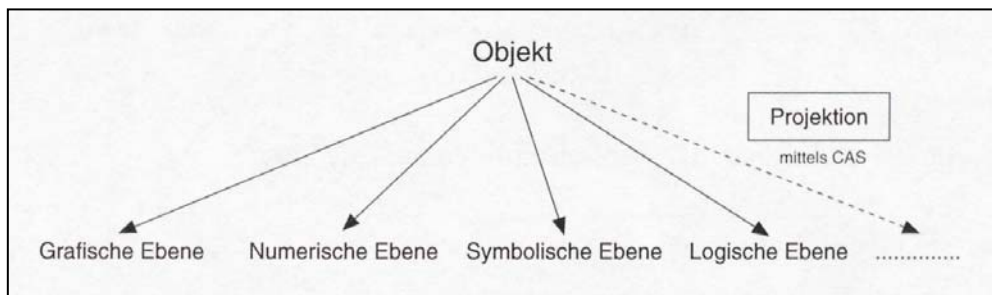 Objekt
Projektion
mittels CAS
Grafische Ebene Numerische Ebene Symbolische Ebene Logische Ebene ...............